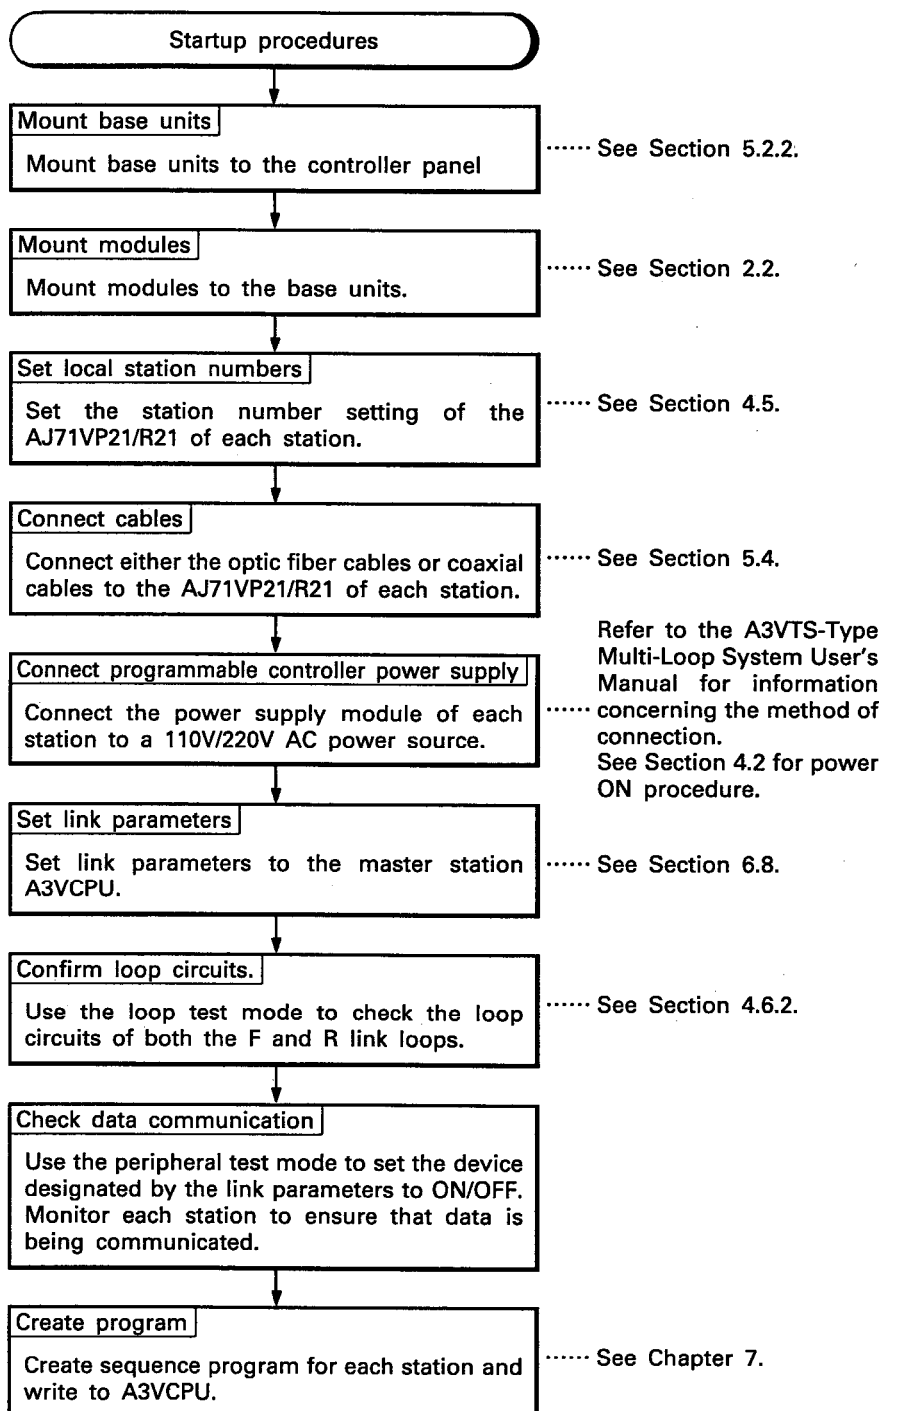 Startup procedures
Mount base units
Mount base units to the controller panel
······ See Section 5.2.2.
Mount modules
Mount modules to the base units.
······ See Section 2.2.
Set local station numbers
Set the station number setting of the
AJ71VP21/R21 of each station.
······ See Section 4.5.
Connect cables
Connect either the optic fiber cables or coaxial
cables to the AJ71VP21/R21 of each station.
······ See Section 5.4.
Connect programmable controller power supply
Connect the power supply module of each
station to a 110V/220V AC power source.
Refer to the A3VTS-Type
Multi-Loop System User's
Manual for information
······ concerning the method of
connection.
See Section 4.2 for power
ON procedure.
Set link parameters
Set link parameters to the master station
A3VCPU.
······ See Section 6.8.
Confirm loop circuits.
Use the loop test mode to check the loop
circuits of both the F and R link loops.
······ See Section 4.6.2.
Check data communication
Use the peripheral test mode to set the device
designated by the link parameters to ON/OFF.
Monitor each station to ensure that data is
being communicated.
Create program
Create sequence program for each station and
write to A3VCPU.
······ See Chapter 7.